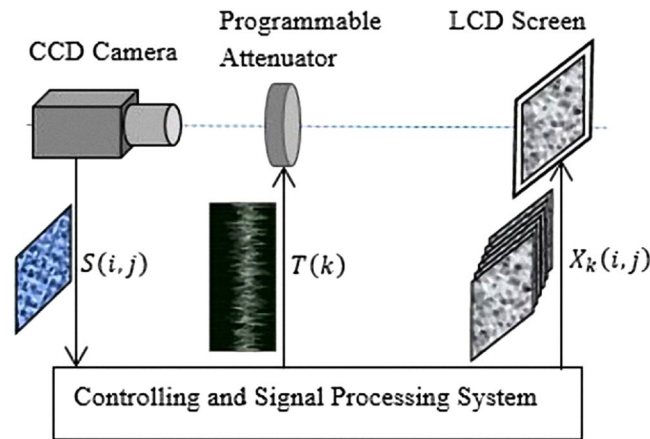 Programmable
Attenuator
LCD Screen
CCD Camera
S(i,j)
T(k)
X_k(i,j)
Controlling and Signal Processing System